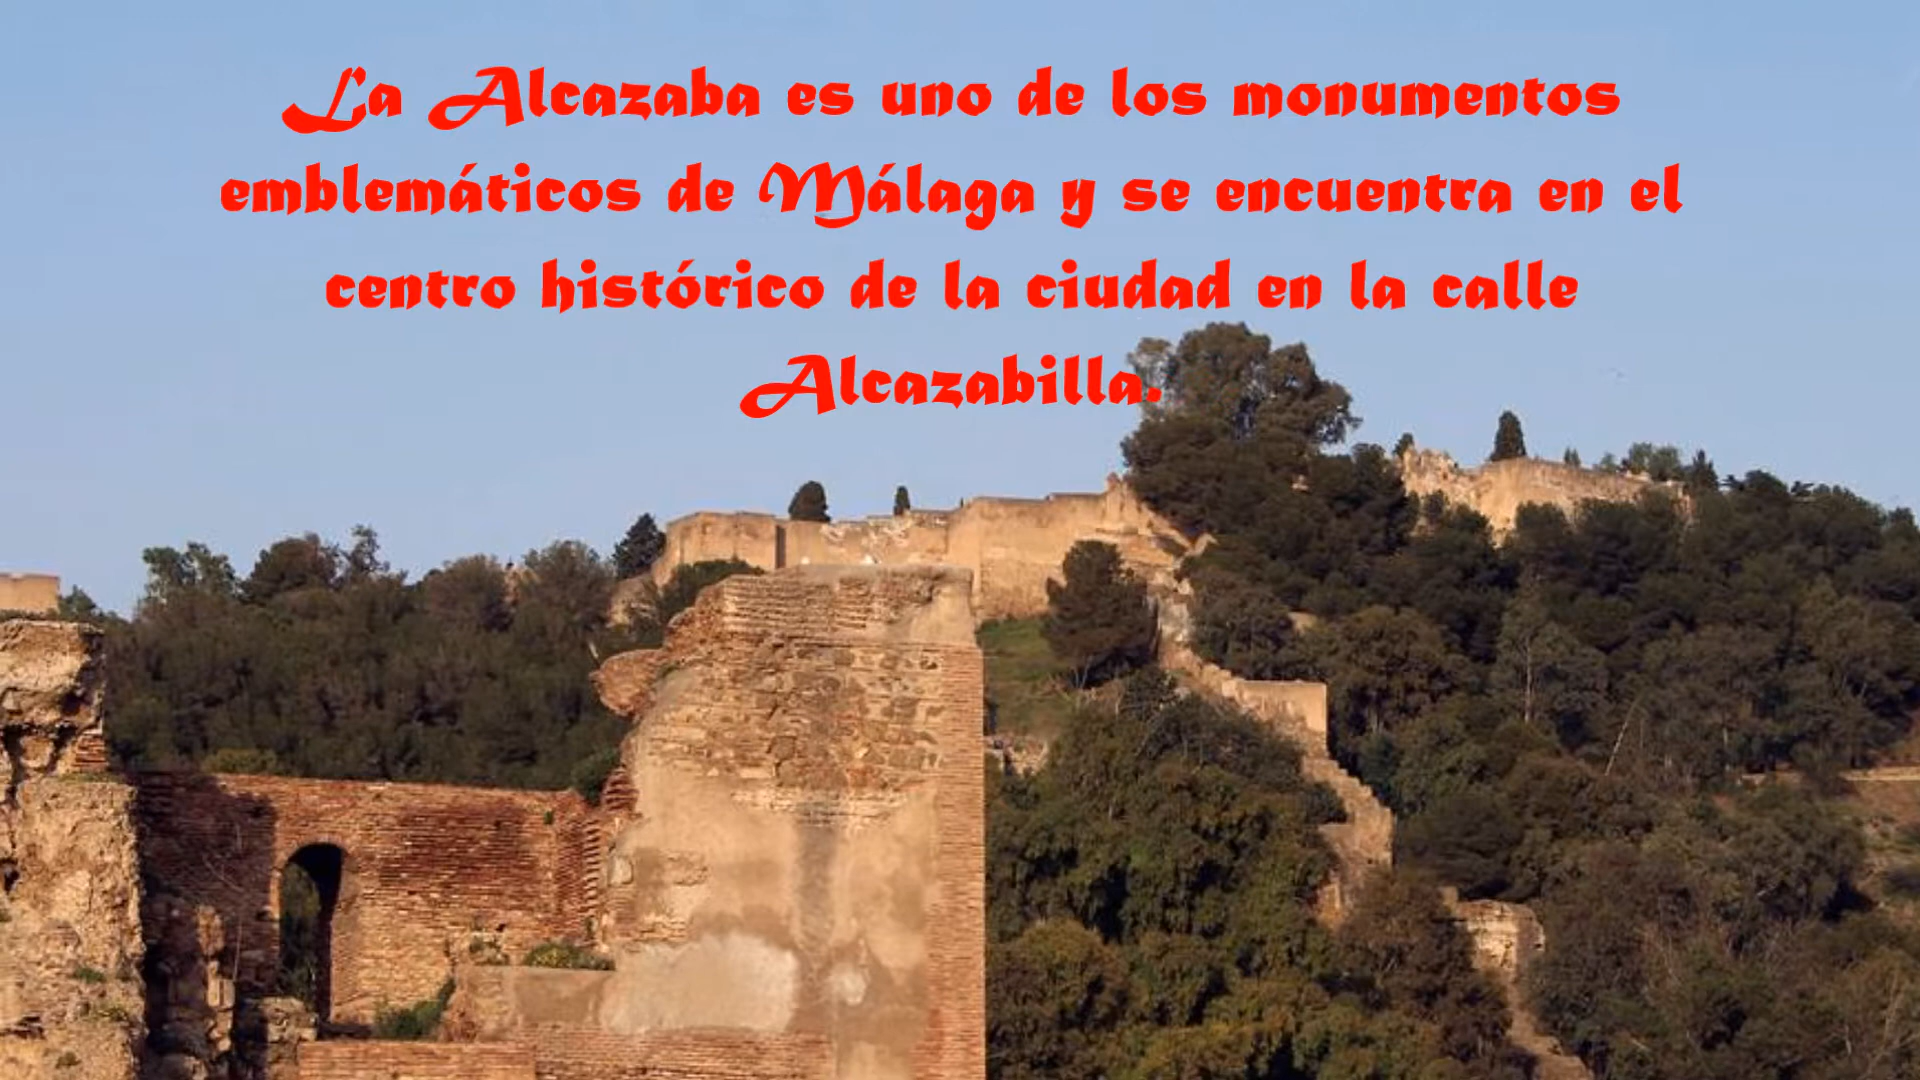 La Alcazaba es uno de los monumentos
emblemáticos de Málaga y se encuentra en el
centro histórico de la ciudad en la calle
Alcazabilla.